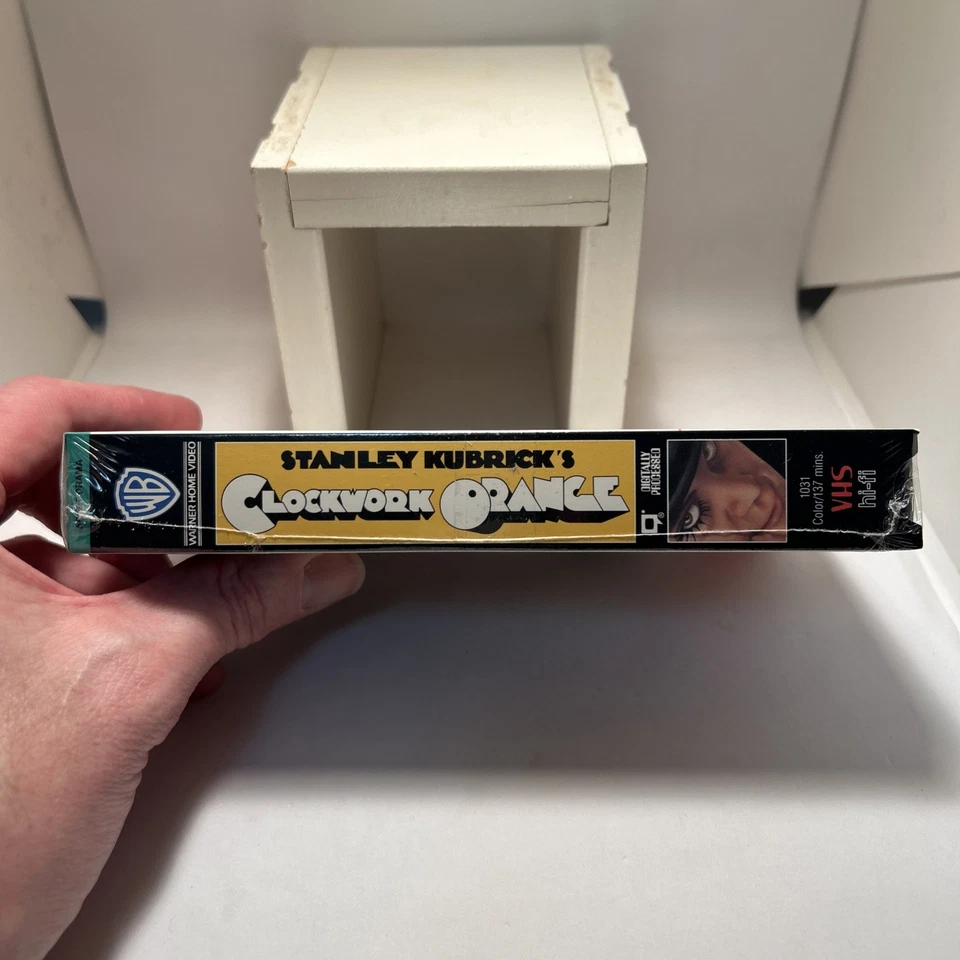 WB
WARNER HOME VIDEO
STANLEY KUBRICK'S
CLOCKWORK ORANGE
DIGITALLY
PROCESSED
®
1031
Color/137 mins.
VHS
hi-fi